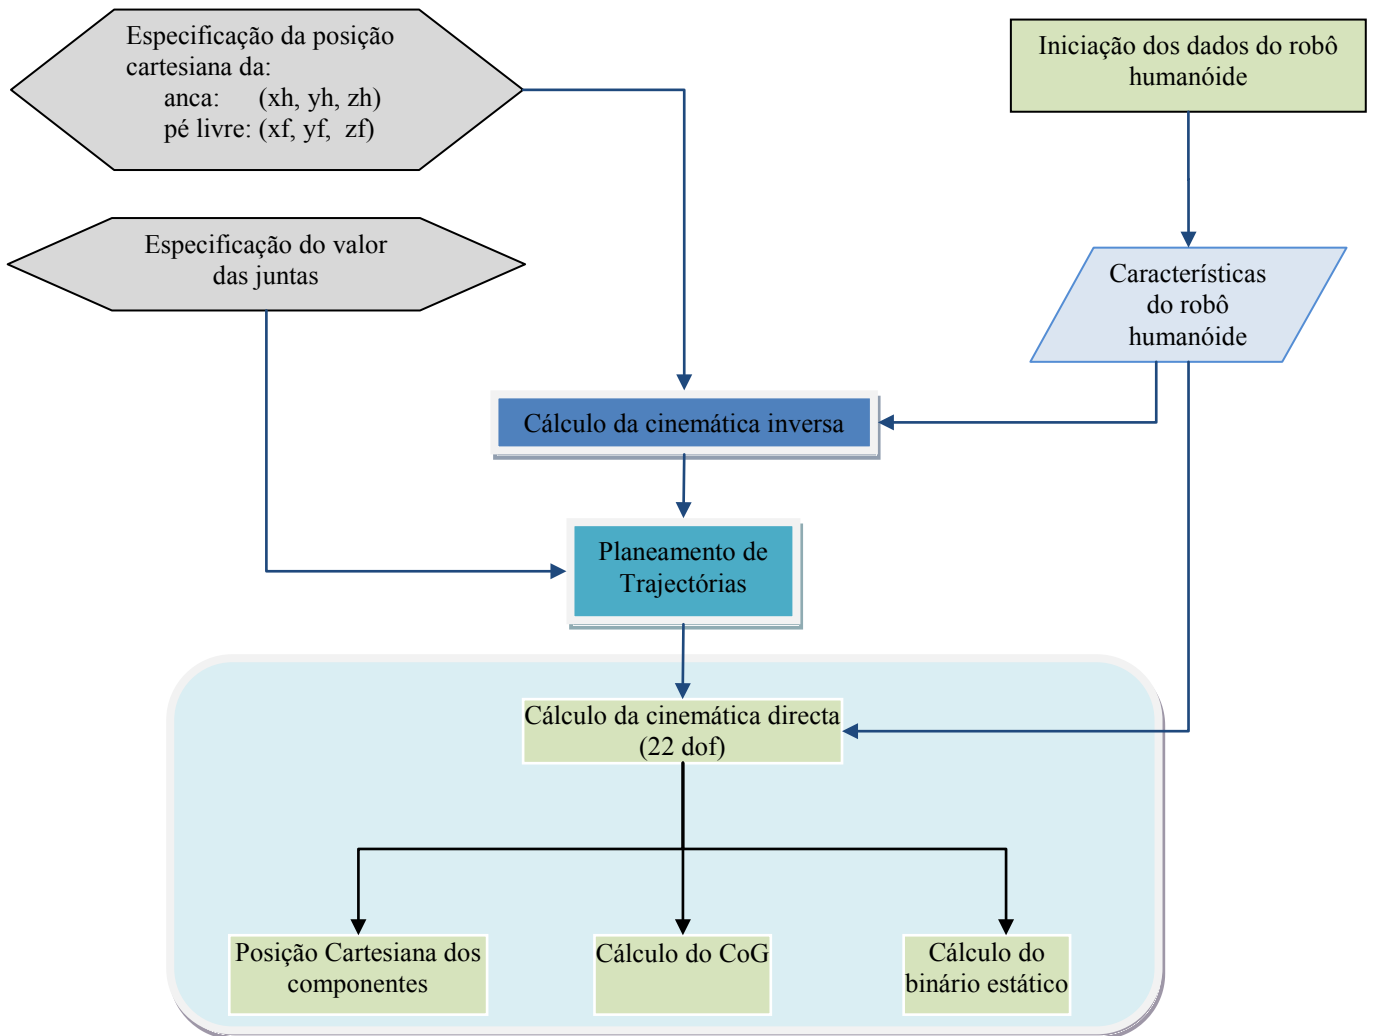 Especificação da posição
cartesiana da:
anca: (xh, yh, zh)
pé livre: (xf, yf, zf)
Iniciação dos dados do robô
humanóide
Especificação do valor
das juntas
Características
do robô
humanóide
Cálculo da cinemática inversa
Planeamento de
Trajectórias
Cálculo da cinemática directa
(22 dof)
Posição Cartesiana dos
componentes
Cálculo do CoG
Cálculo do
binário estático